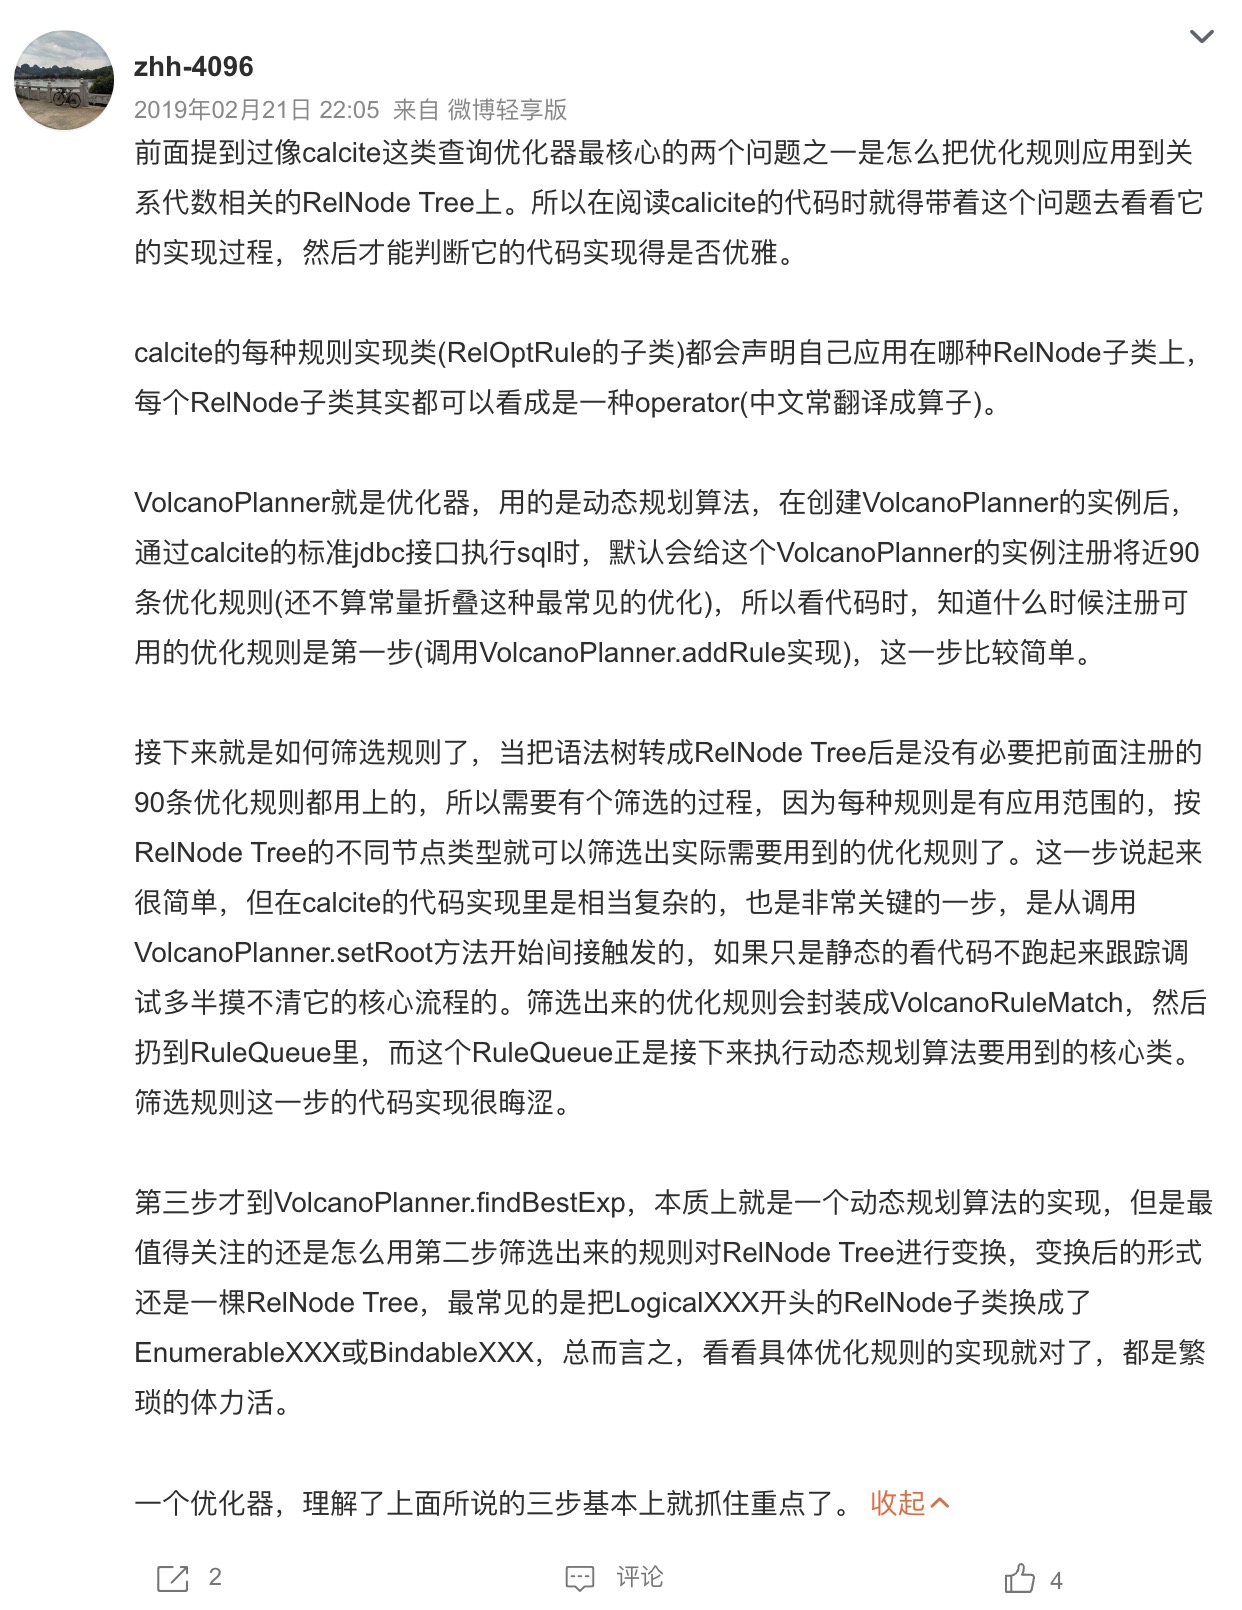 zhh-4096
2019年02月21日 22:05 来自 微博轻享版
前面提到过像calcite这类查询优化器最核心的两个问题之一是怎么把优化规则应用到关
系代数相关的RelNode Tree上。所以在阅读calicite的代码时就得带着这个问题去看看它
的实现过程，然后才能判断它的代码实现得是否优雅。
calcite的每种规则实现类(RelOptRule的子类)都会声明自己应用在哪种RelNode子类上，
每个RelNode子类其实都可以看成是一种operator(中文常翻译成算子)。
VolcanoPlanner就是优化器，用的是动态规划算法，在创建VolcanoPlanner的实例后，
通过calcite的标准jdbc接口执行sql时，默认会给这个VolcanoPlanner的实例注册将近90
条优化规则(还不算常量折叠这种最常见的优化)，所以看代码时，知道什么时候注册可
用的优化规则是第一步(调用VolcanoPlanner.addRule实现)，这一步比较简单。
接下来就是如何筛选规则了，当把语法树转成RelNode Tree后是没有必要把前面注册的
90条优化规则都用上的，所以需要有个筛选的过程，因为每种规则是有应用范围的，按
RelNode Tree的不同节点类型就可以筛选出实际需要用到的优化规则了。这一步说起来
很简单，但在calcite的代码实现里是相当复杂的，也是非常关键的一步，是从调用
VolcanoPlanner.setRoot方法开始间接触发的，如果只是静态的看代码不跑起来跟踪调
试多半摸不清它的核心流程的。筛选出来的优化规则会封装成VolcanoRuleMatch，然后
扔到RuleQueue里，而这个RuleQueue正是接下来执行动态规划算法要用到的核心类。
筛选规则这一步的代码实现很晦涩。
第三步才到VolcanoPlanner.findBestExp，本质上就是一个动态规划算法的实现，但是最
值得关注的还是怎么用第二步筛选出来的规则对RelNode Tree进行变换，变换后的形式
还是一棵RelNode Tree，最常见的是把LogicalXXX开头的RelNode子类换成了
EnumerableXXX或BindableXXX，总而言之，看看具体优化规则的实现就对了，都是繁
琐的体力活。
一个优化器，理解了上面所说的三步基本上就抓住重点了。 收起
2 评论 4